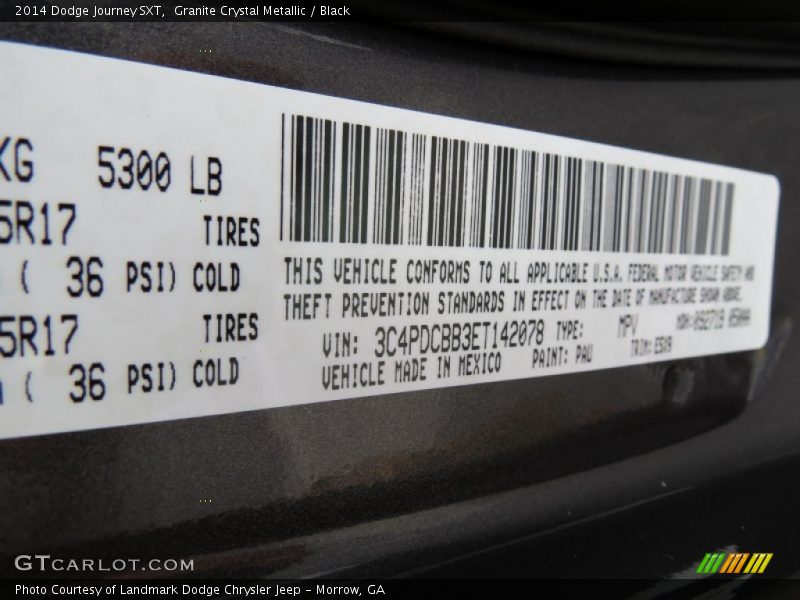 2014 Dodge Journey SXT, Granite Crystal Metallic / Black
KG 5300 LB
5R17 TIRES
( 36 PSI) COLD
5R17 TIRES
( 36 PSI) COLD
THIS VEHICLE CONFORMS TO ALL APPLICABLE U.S.A. FEDERAL MOTOR VEHICLE SAFETY AND
THEFT PREVENTION STANDARDS IN EFFECT ON THE DATE OF MANUFACTURE SHOWN ABOVE.
VIN: 3C4PDCBB3ET142078 TYPE: MPV MDH:
VEHICLE MADE IN MEXICO PAINT: PAU TRIM:
GTCARLOT.COM
Photo Courtesy of Landmark Dodge Chrysler Jeep - Morrow, GA